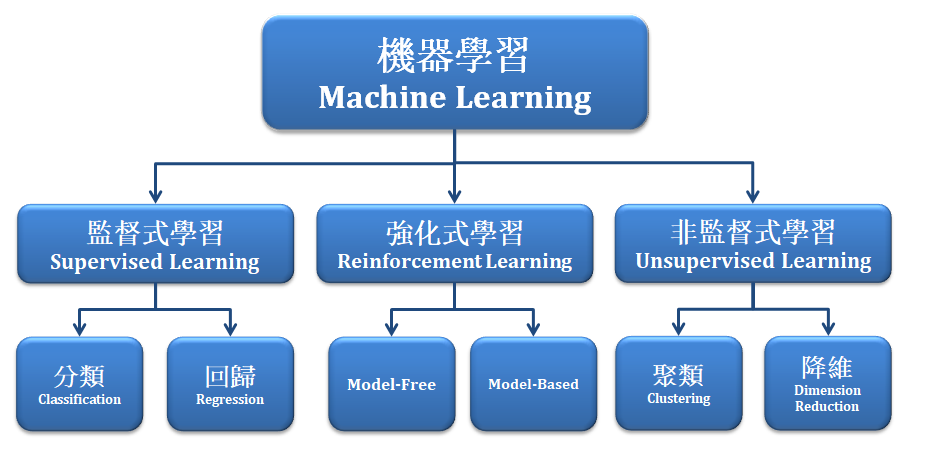 機器學習
Machine Learning
監督式學習
Supervised Learning
強化式學習
Reinforcement Learning
非監督式學習
Unsupervised Learning
分類
Classification
回歸
Regression
Model-Free
Model-Based
聚類
Clustering
降維
Dimension
Reduction